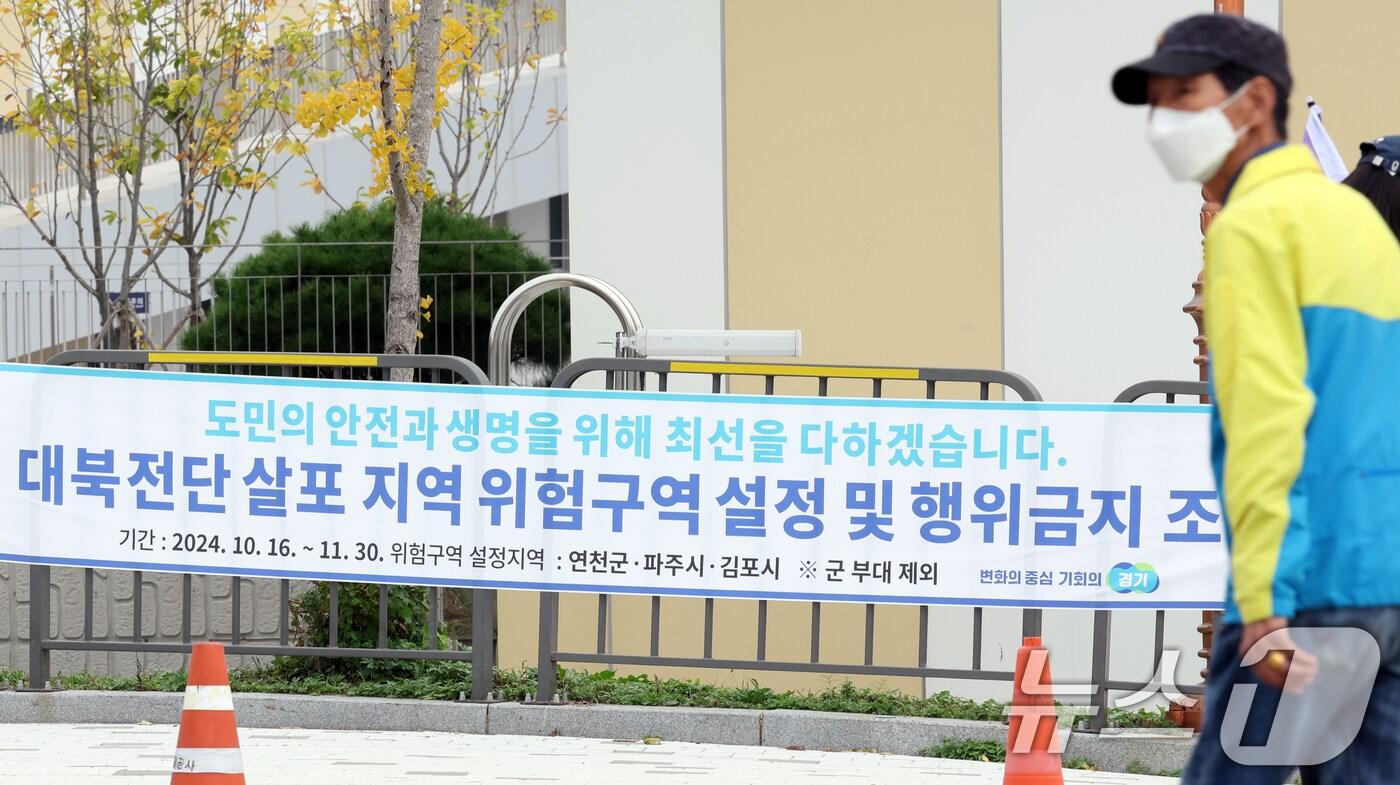 도민의 안전과 생명을 위해 최선을 다하겠습니다.
대북전단 살포 지역 위험구역 설정 및 행위금지 조
기간 : 2024. 10. 16. ~ 11. 30. 위험구역 설정지역 : 연천군·파주시·김포시 ※ 군 부대 제외
변화의 중심 기회의 경기
뉴스1